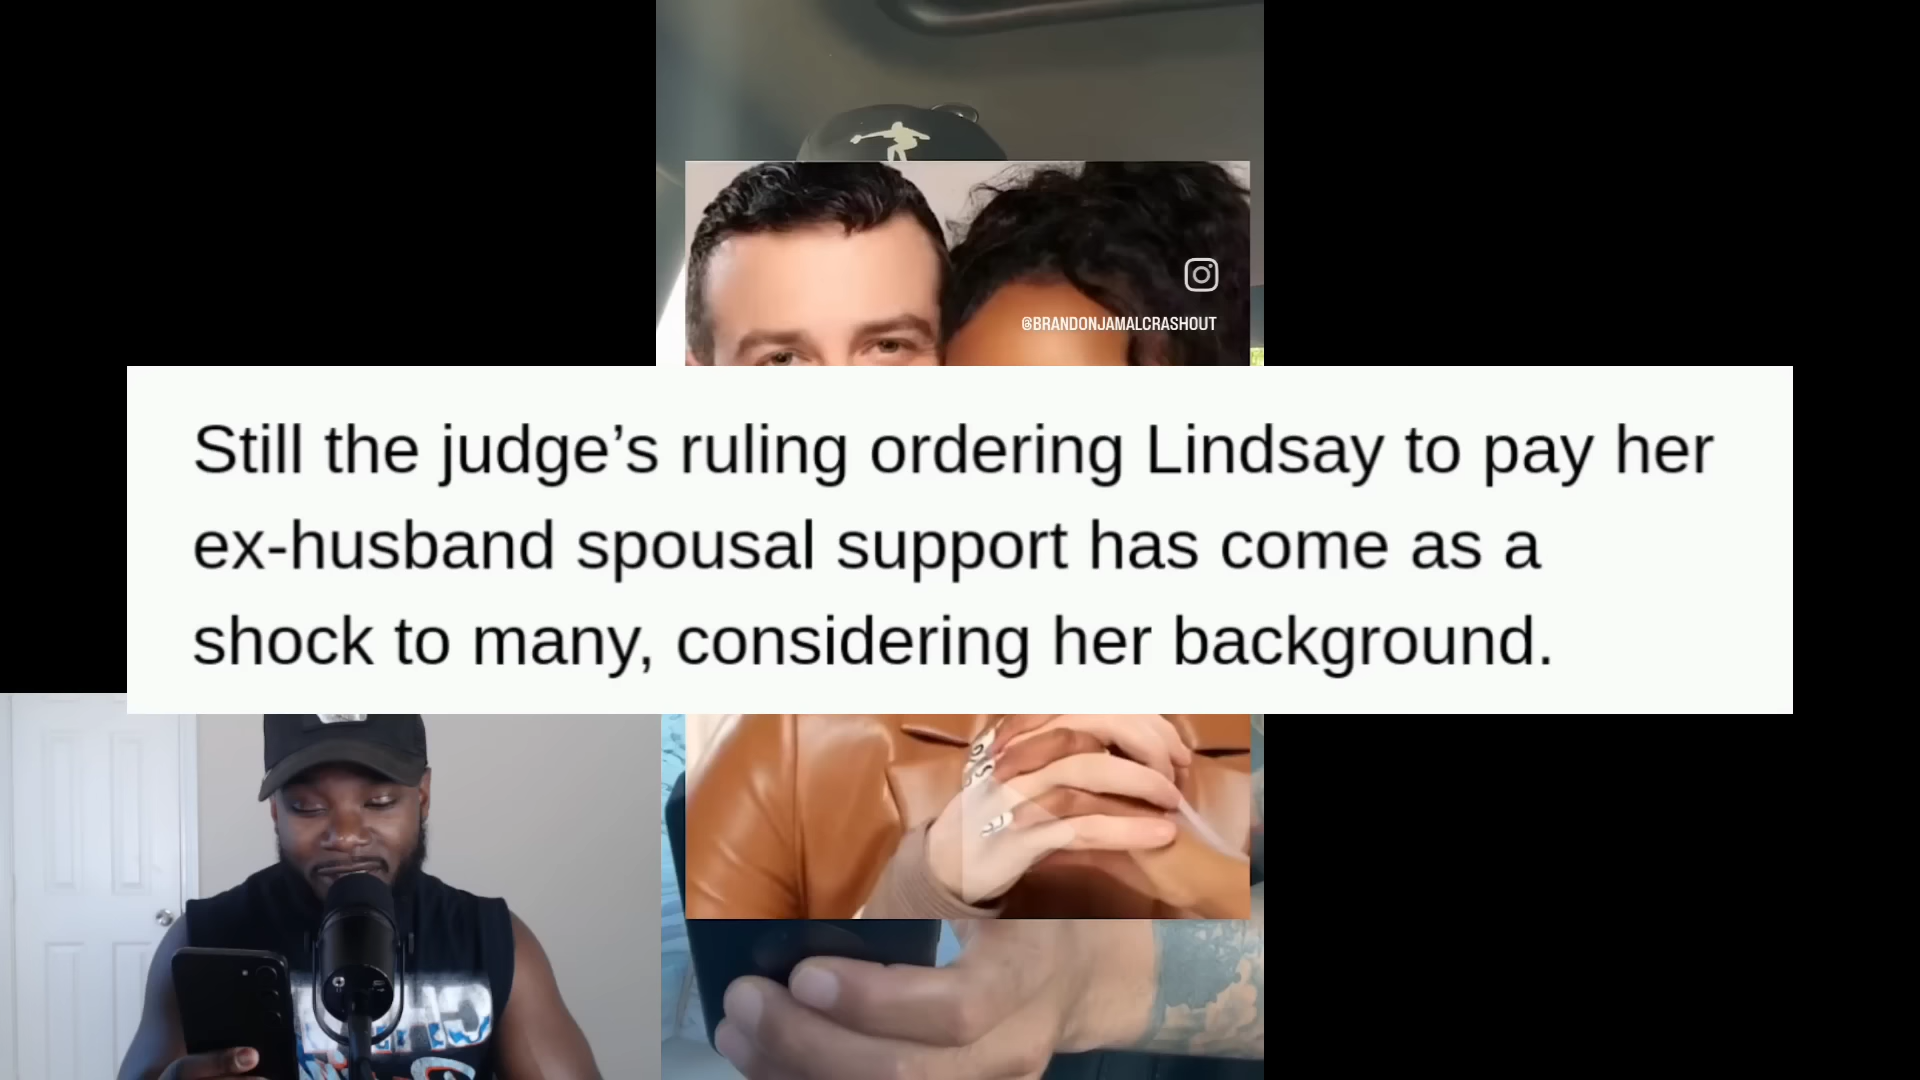 @BRANDONJAMALCRASHOUT
Still the judge’s ruling ordering Lindsay to pay her
ex-husband spousal support has come as a
shock to many, considering her background.